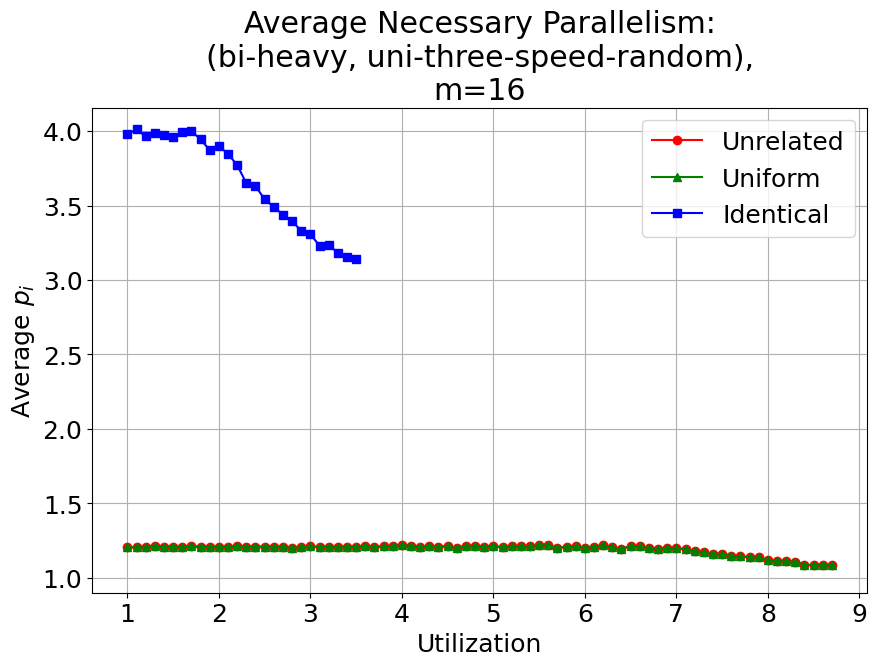 Average Necessary Parallelism:
(bi-heavy, uni-three-speed-random),
m=16
Unrelated
Uniform
Identical
4.0
3.5
3.0
2.5
2.0
1.5
1.0
Average p_i
1 2 3 4 5 6 7 8 9
Utilization